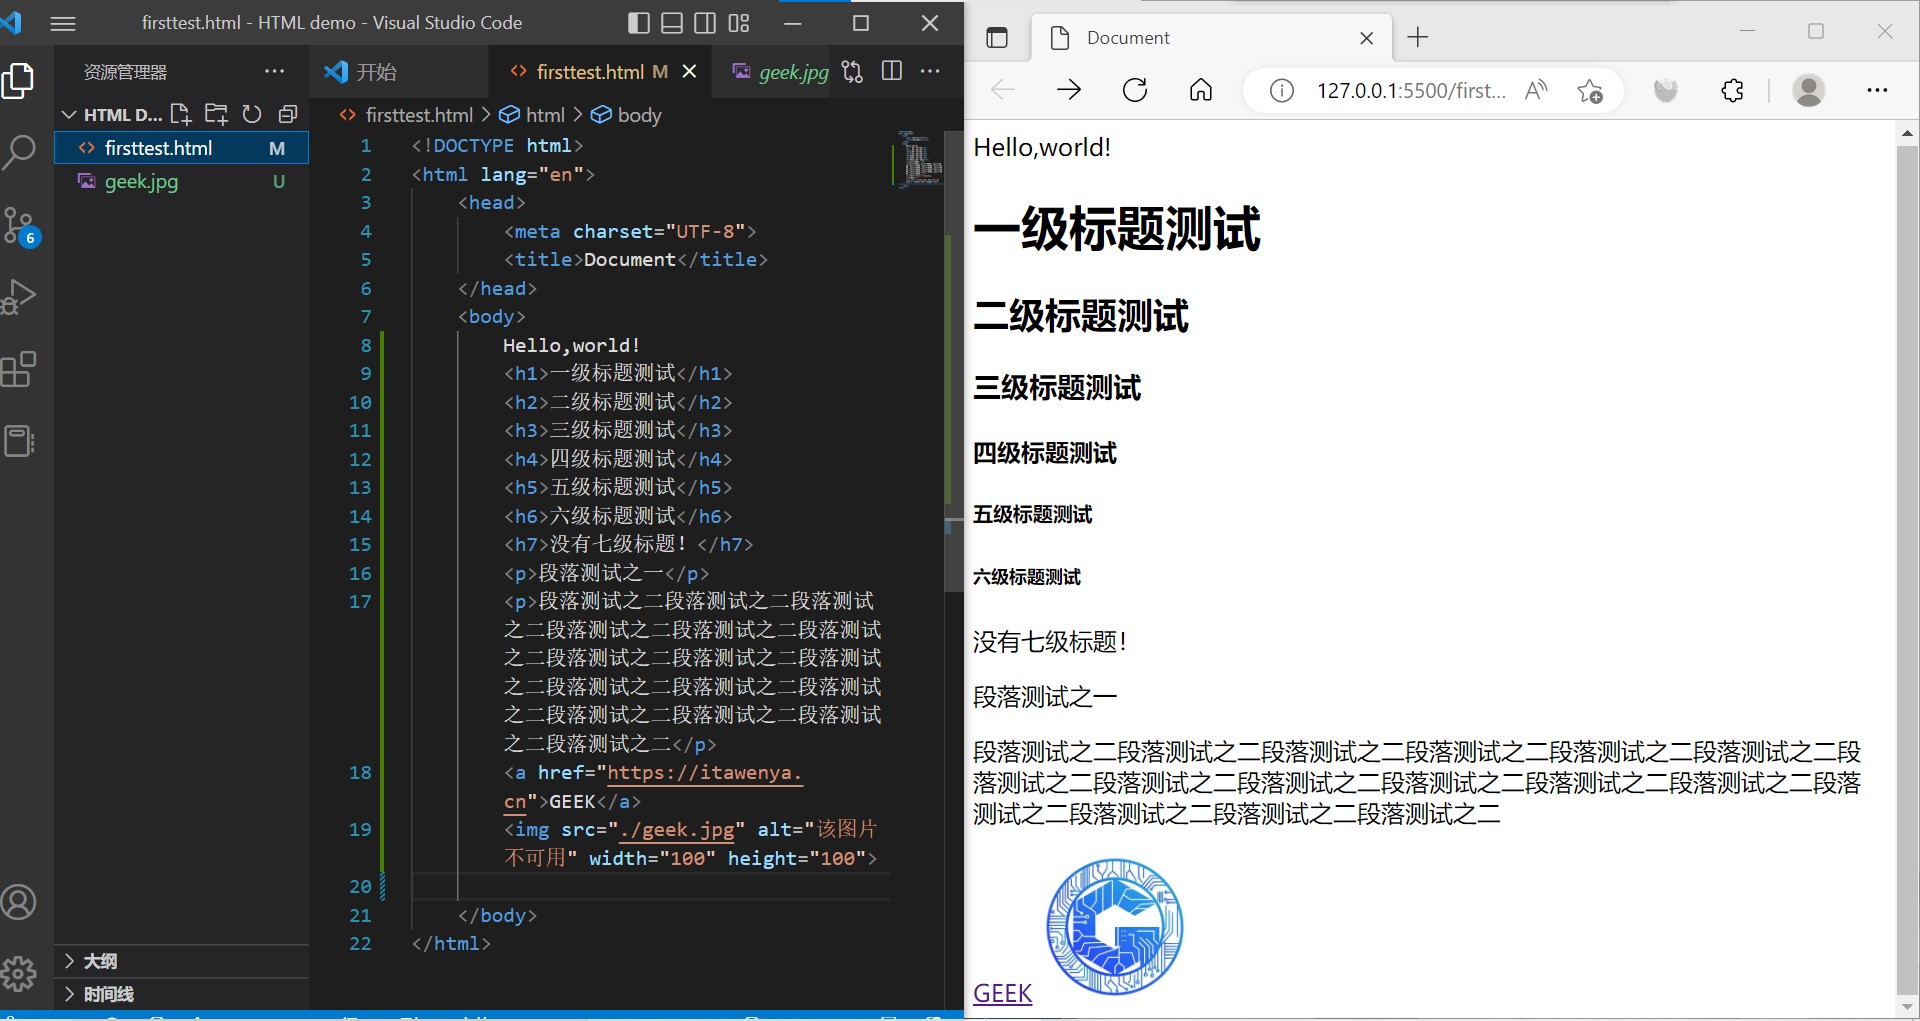 firsttest.html - HTML demo - Visual Studio Code
资源管理器
HTML D...
firsttest.html M
geek.jpg U
6
大纲
时间线
开始
firsttest.html M
geek.jpg
firsttest.html > html > body
1 <!DOCTYPE html>
2 <html lang="en">
3 <head>
4 <meta charset="UTF-8">
5 <title>Document</title>
6 </head>
7 <body>
8 Hello,world!
9 <h1>一级标题测试</h1>
10 <h2>二级标题测试</h2>
11 <h3>三级标题测试</h3>
12 <h4>四级标题测试</h4>
13 <h5>五级标题测试</h5>
14 <h6>六级标题测试</h6>
15 <h7>没有七级标题！</h7>
16 <p>段落测试之一</p>
17 <p>段落测试之二段落测试之二段落测试
之二段落测试之二段落测试之二段落测试
之二段落测试之二段落测试之二段落测试
之二段落测试之二段落测试之二段落测试
之二段落测试之二段落测试之二段落测试
之二段落测试之二</p>
18 <a href="https://itawenya.
cn">GEEK</a>
19 <img src="./geek.jpg" alt="该图片
不可用" width="100" height="100">
20
21 </body>
22 </html>
Document
127.0.0.1:5500/first...
Hello,world!
一级标题测试
二级标题测试
三级标题测试
四级标题测试
五级标题测试
六级标题测试
没有七级标题！
段落测试之一
段落测试之二段落测试之二段落测试之二段落测试之二段落测试之二段落测试之二段
落测试之二段落测试之二段落测试之二段落测试之二段落测试之二段落测试之二段落
测试之二段落测试之二段落测试之二段落测试之二
GEEK